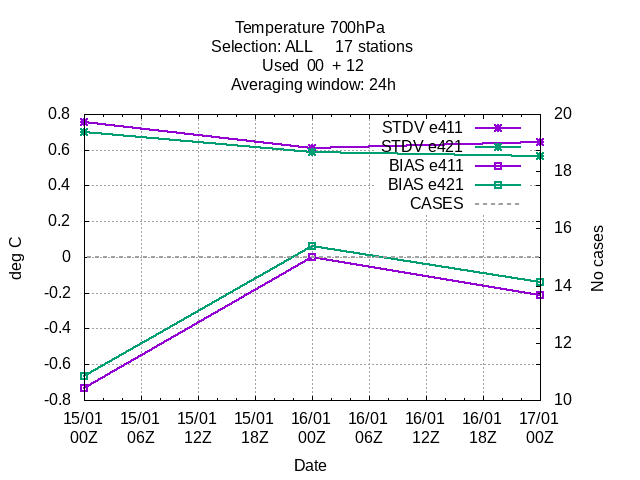 Temperature 700hPa
Selection: ALL     17 stations
Used  00  + 12
Averaging window: 24h
0.8
0.6
0.4
0.2
0
-0.2
-0.4
-0.6
-0.8
deg C
20
18
16
14
12
10
No cases
STDV e411
STDV e421
BIAS e411
BIAS e421
CASES
15/01 15/01 15/01 15/01 16/01 16/01 16/01 16/01 17/01
00Z 06Z 12Z 18Z 00Z 06Z 12Z 18Z 00Z
Date